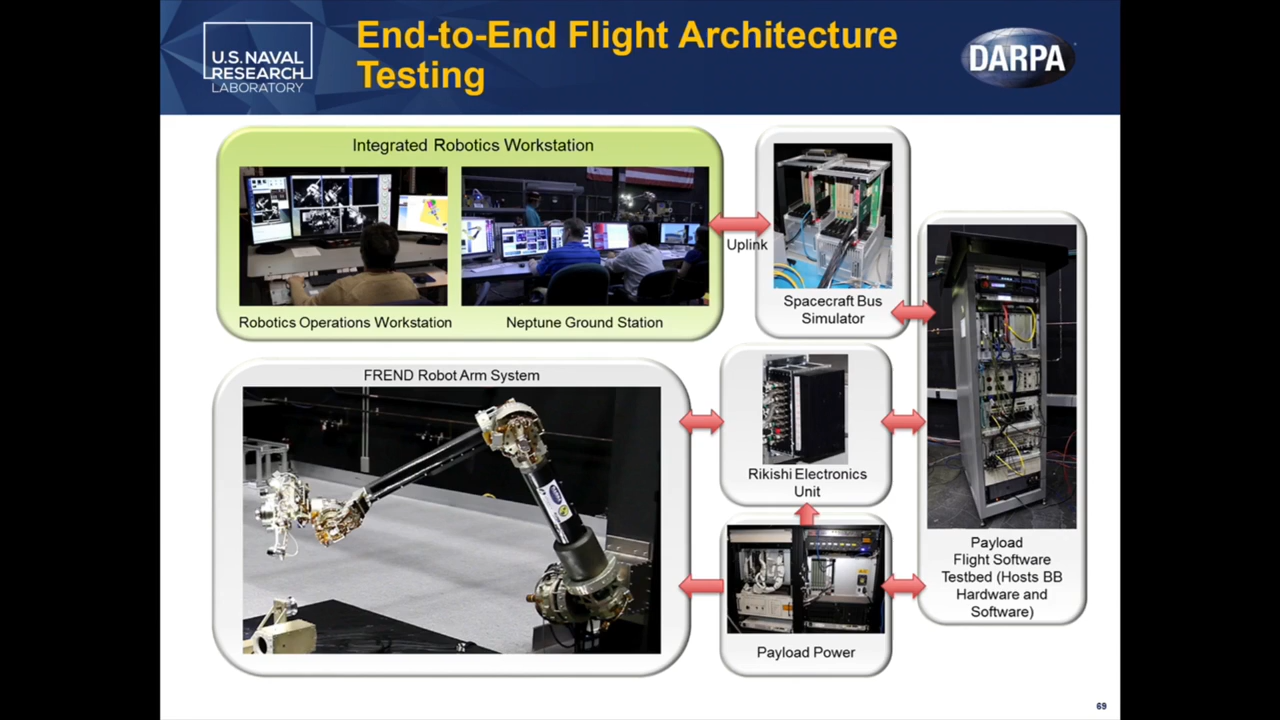 U.S. NAVAL
RESEARCH
LABORATORY
End-to-End Flight Architecture
Testing
DARPA
Integrated Robotics Workstation
Robotics Operations Workstation
Neptune Ground Station
Uplink
Spacecraft Bus
Simulator
FREND Robot Arm System
DARPA
Rikishi Electronics
Unit
Payload Power
Payload
Flight Software
Testbed (Hosts BB
Hardware and
Software)
69